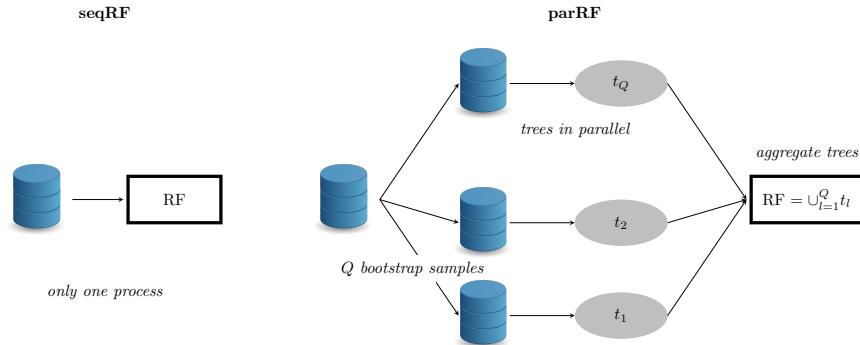 seqRF
parRF
t_Q
trees in parallel
aggregate trees
RF
RF = ∪_{l=1}^{Q} t_l
t_2
Q bootstrap samples
only one process
t_1